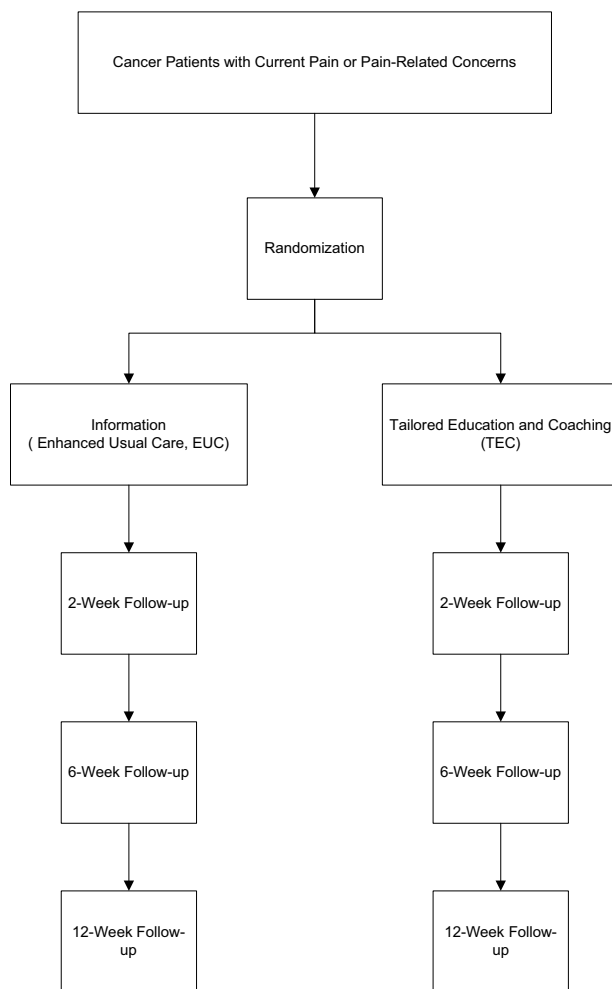 Cancer Patients with Current Pain or Pain-Related Concerns
Randomization
Information
( Enhanced Usual Care, EUC)
Tailored Education and Coaching
(TEC)
2-Week Follow-up
2-Week Follow-up
6-Week Follow-up
6-Week Follow-up
12-Week Follow-
up
12-Week Follow-
up